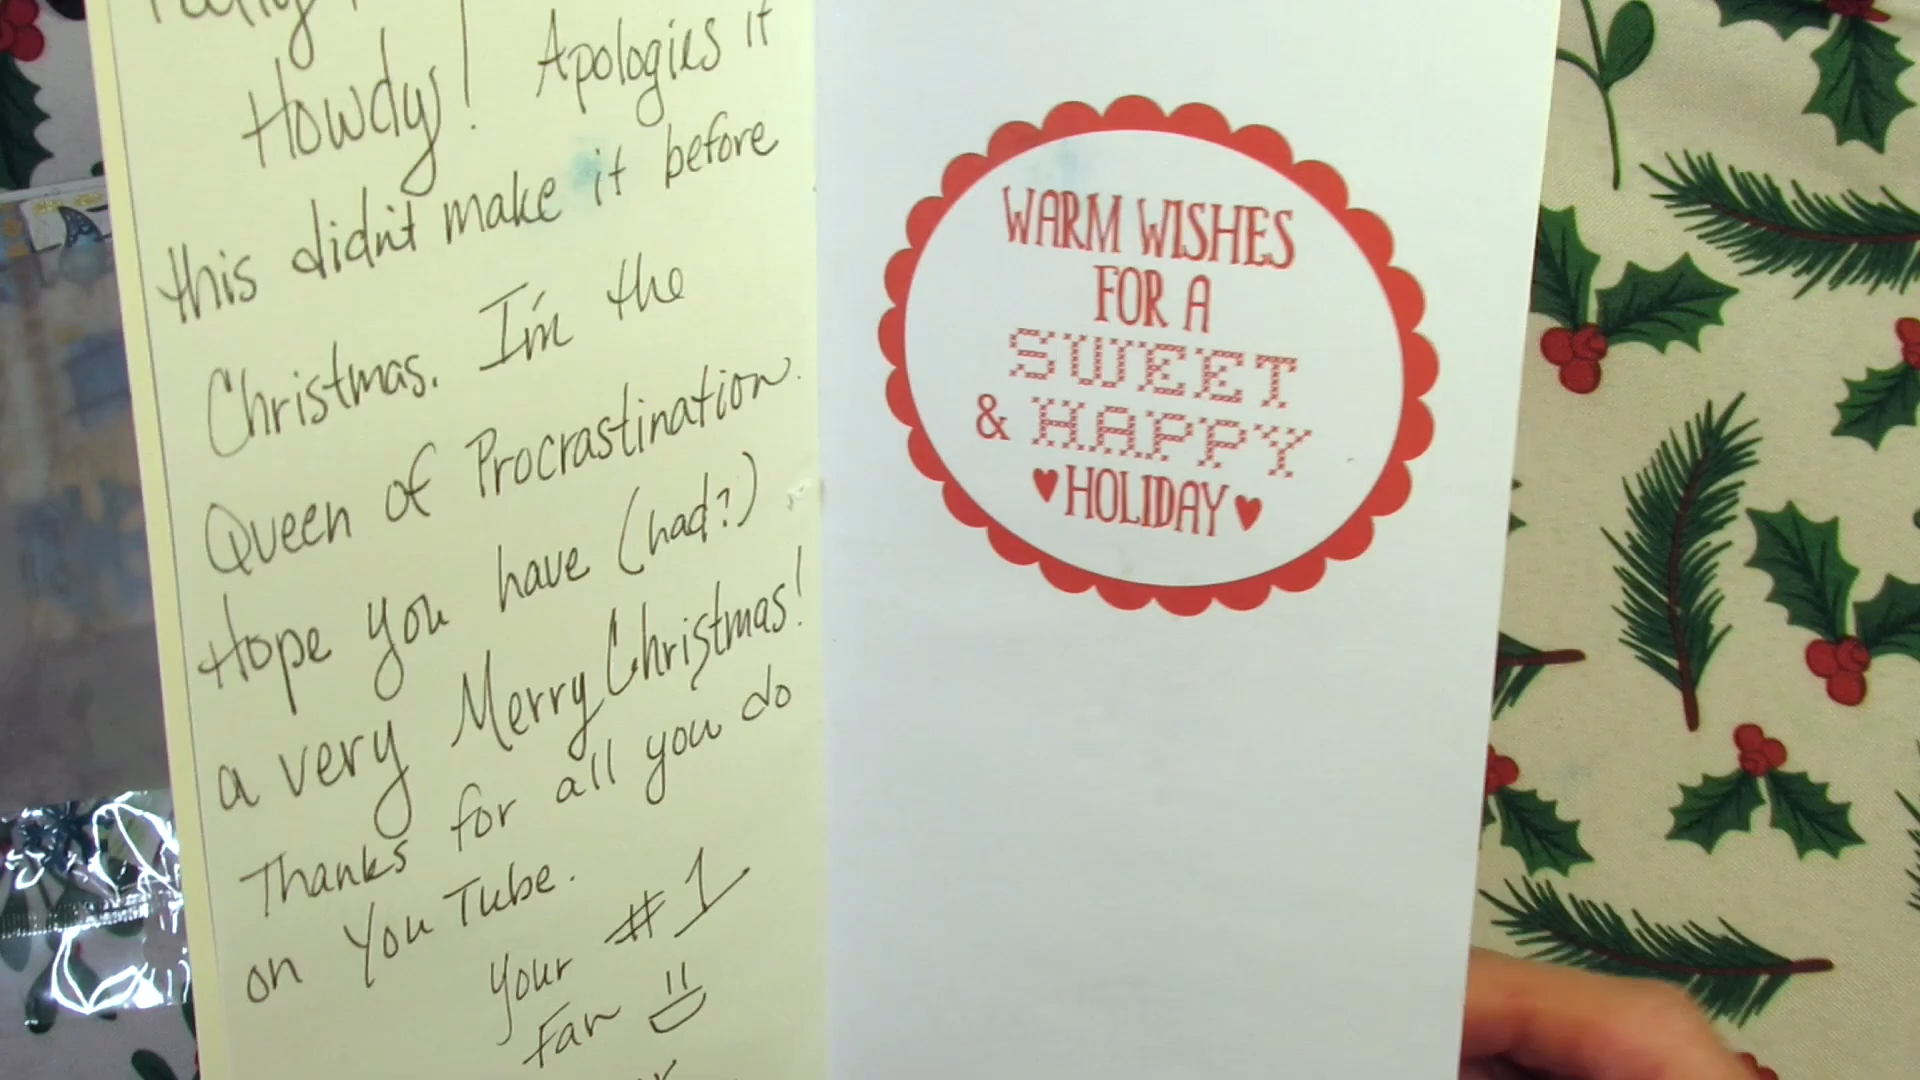 Howdy! Apologies if
this didn't make it before
Christmas. I'm the
Queen of Procrastination.
Hope you have (had?)
a very Merry Christmas!
Thanks for all you do
on YouTube.
Your #1
Fan
WARM WISHES
FOR A
SWEET
& HAPPY
♥HOLIDAY♥